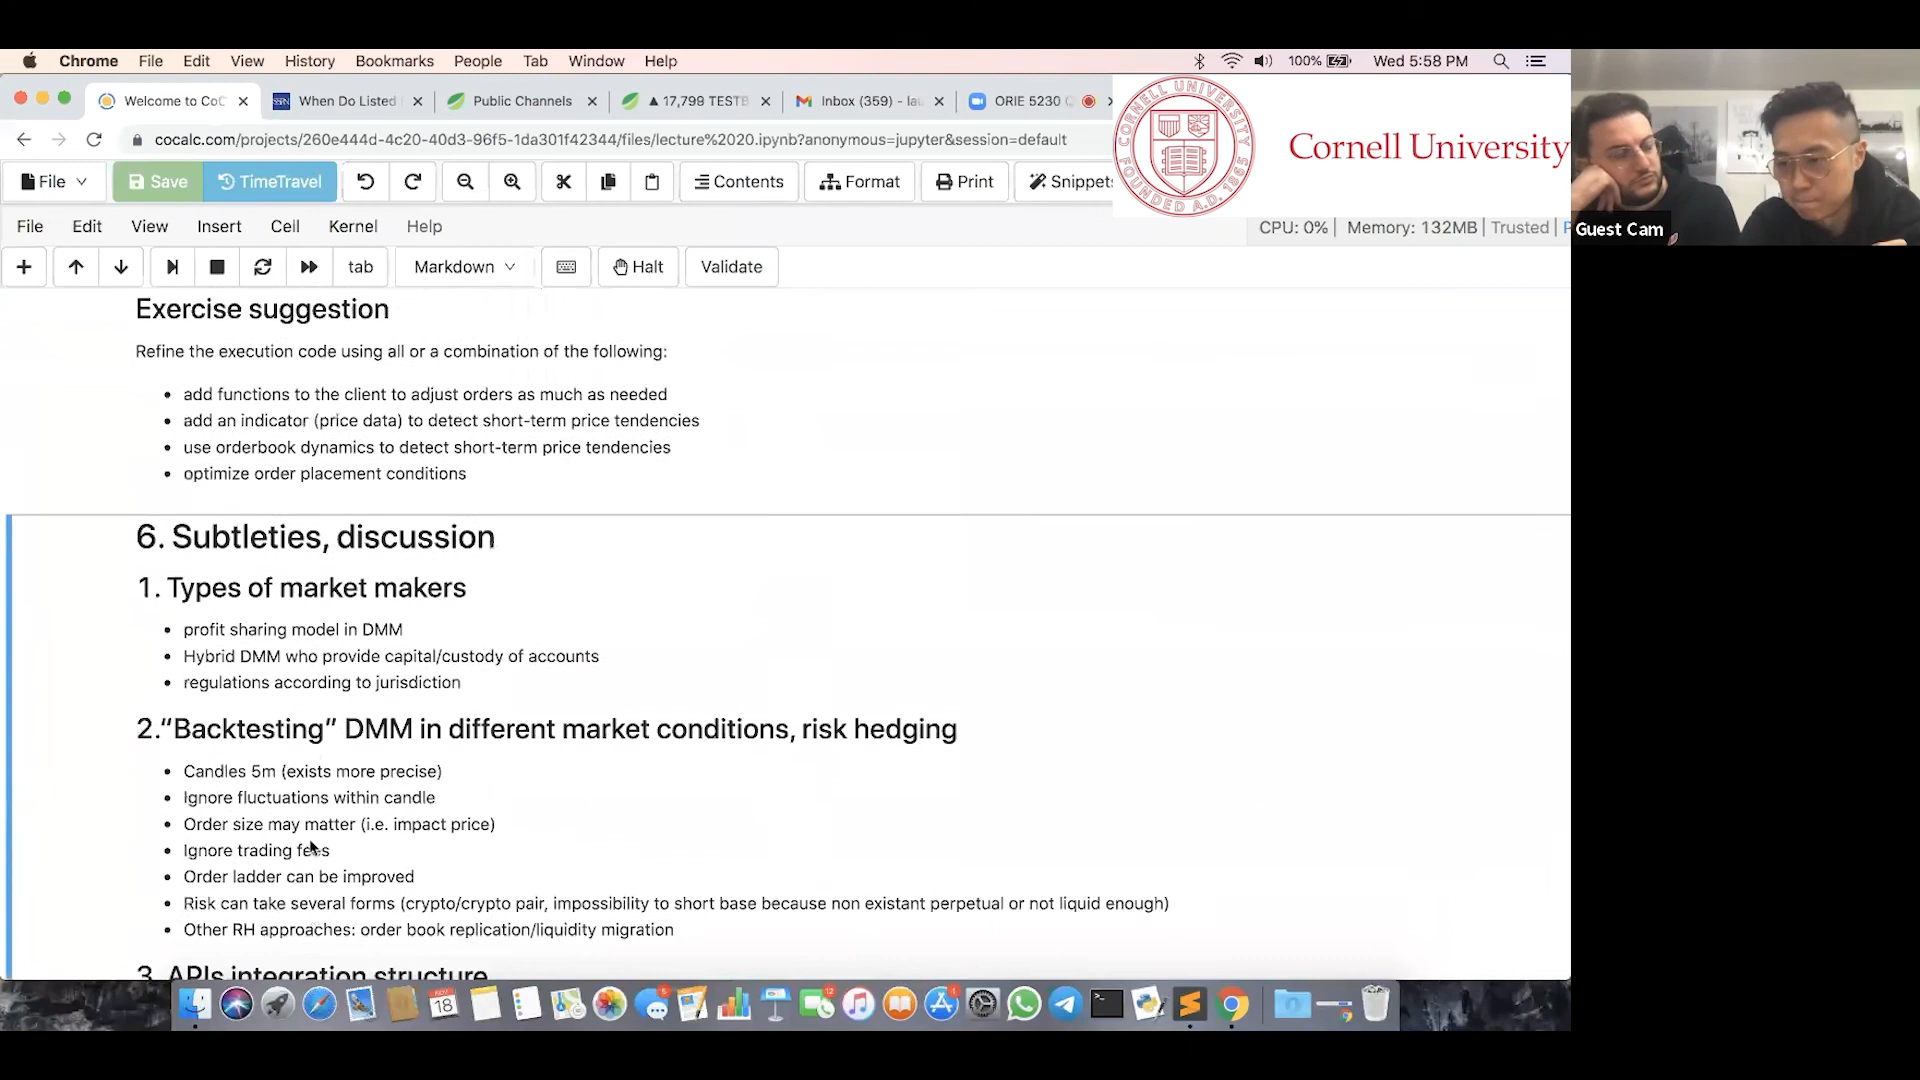 Chrome File Edit View History Bookmarks People Tab Window Help 100% Wed 5:58 PM
Welcome to CoC When Do Listed Public Channels ▲ 17,799 TESTB Inbox (359) - la ORIE 5230
cocalc.com/projects/260e444d-4c20-40d3-96f5-1da301f42344/files/lecture%2020.ipynb?anonymous=jupyter&session=default
Cornell University
CORNELL UNIVERSITY FOUNDED A.D. 1865
File Save TimeTravel Contents Format Print Snippets
File Edit View Insert Cell Kernel Help CPU: 0% | Memory: 132MB | Trusted | P
Guest Cam
tab Markdown Halt Validate
Exercise suggestion
Refine the execution code using all or a combination of the following:
• add functions to the client to adjust orders as much as needed
• add an indicator (price data) to detect short-term price tendencies
• use orderbook dynamics to detect short-term price tendencies
• optimize order placement conditions
6. Subtleties, discussion
1. Types of market makers
• profit sharing model in DMM
• Hybrid DMM who provide capital/custody of accounts
• regulations according to jurisdiction
2.“Backtesting” DMM in different market conditions, risk hedging
• Candles 5m (exists more precise)
• Ignore fluctuations within candle
• Order size may matter (i.e. impact price)
• Ignore trading fees
• Order ladder can be improved
• Risk can take several forms (crypto/crypto pair, impossibility to short base because non existant perpetual or not liquid enough)
• Other RH approaches: order book replication/liquidity migration
3. APIs integration structure
18